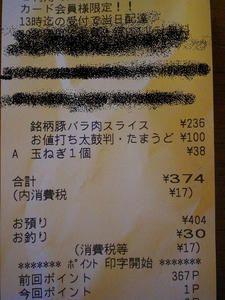 カード会員様限定!!
13時迄の受付で当日配達
銘柄豚バラ肉スライス ¥236
お値打ち太鼓判・たまうど ¥100
A 玉ねぎ1個 ¥38
合計 ¥374
(内消費税 ¥17)
お預り ¥404
お釣り ¥30
(消費税等 ¥17)
******* ポイント 印字開始 *******
前回ポイント 367P
今回ポイント 1P